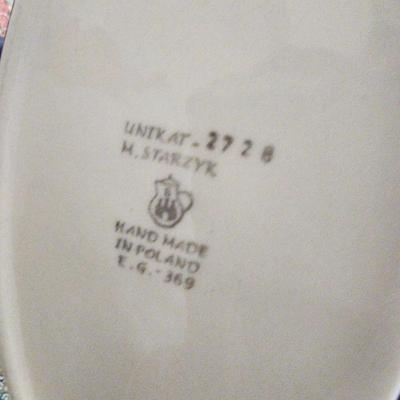 UNIKAT - 2728
M. STARZYK
HAND MADE
IN POLAND
E.G.-369